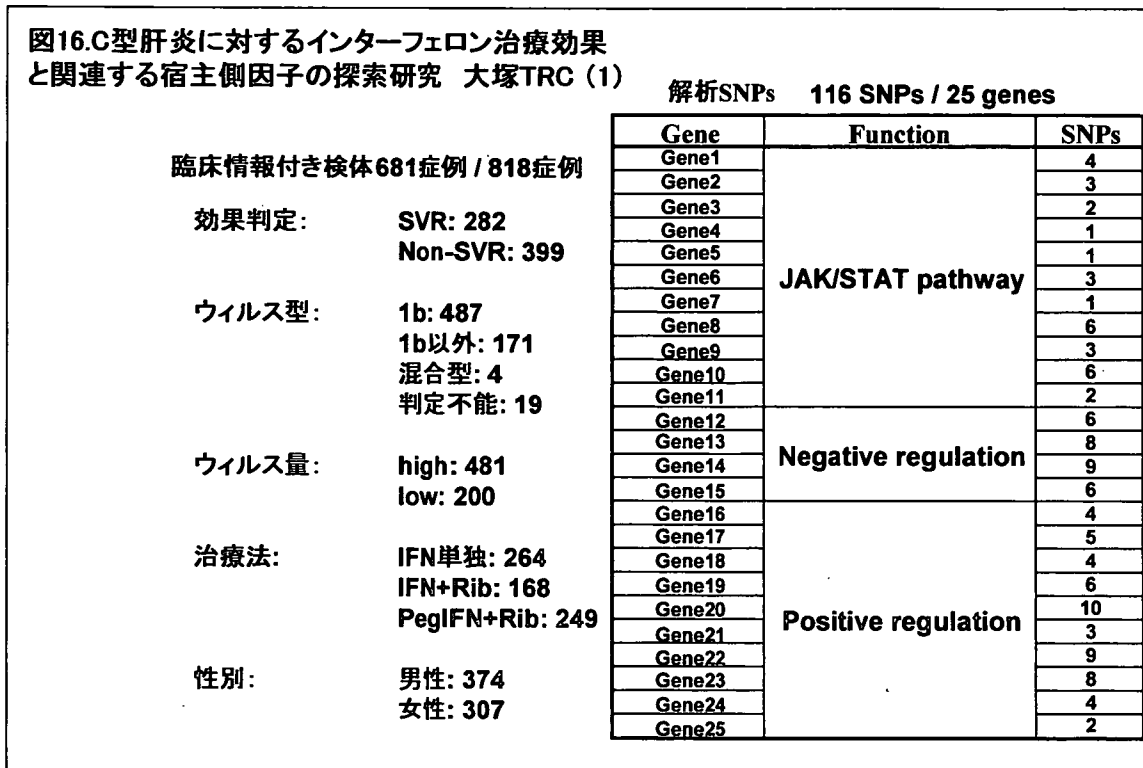 図16.C型肝炎に対するインターフェロン治療効果
と関連する宿主側因子の探索研究 大塚TRC (1)
臨床情報付き検体681症例 / 818症例
効果判定: SVR: 282
Non-SVR: 399
ウィルス型: 1b: 487
1b以外: 171
混合型: 4
判定不能: 19
ウィルス量: high: 481
low: 200
治療法: IFN単独: 264
IFN+Rib: 168
PegIFN+Rib: 249
性別: 男性: 374
女性: 307
解析SNPs 116 SNPs / 25 genes
Gene Function SNPs
Gene1 4
Gene2 3
Gene3 2
Gene4 1
Gene5 1
Gene6 JAK/STAT pathway 3
Gene7 1
Gene8 6
Gene9 3
Gene10 6
Gene11 2
Gene12 6
Gene13 8
Gene14 Negative regulation 9
Gene15 6
Gene16 4
Gene17 5
Gene18 4
Gene19 6
Gene20 Positive regulation 10
Gene21 3
Gene22 9
Gene23 8
Gene24 4
Gene25 2